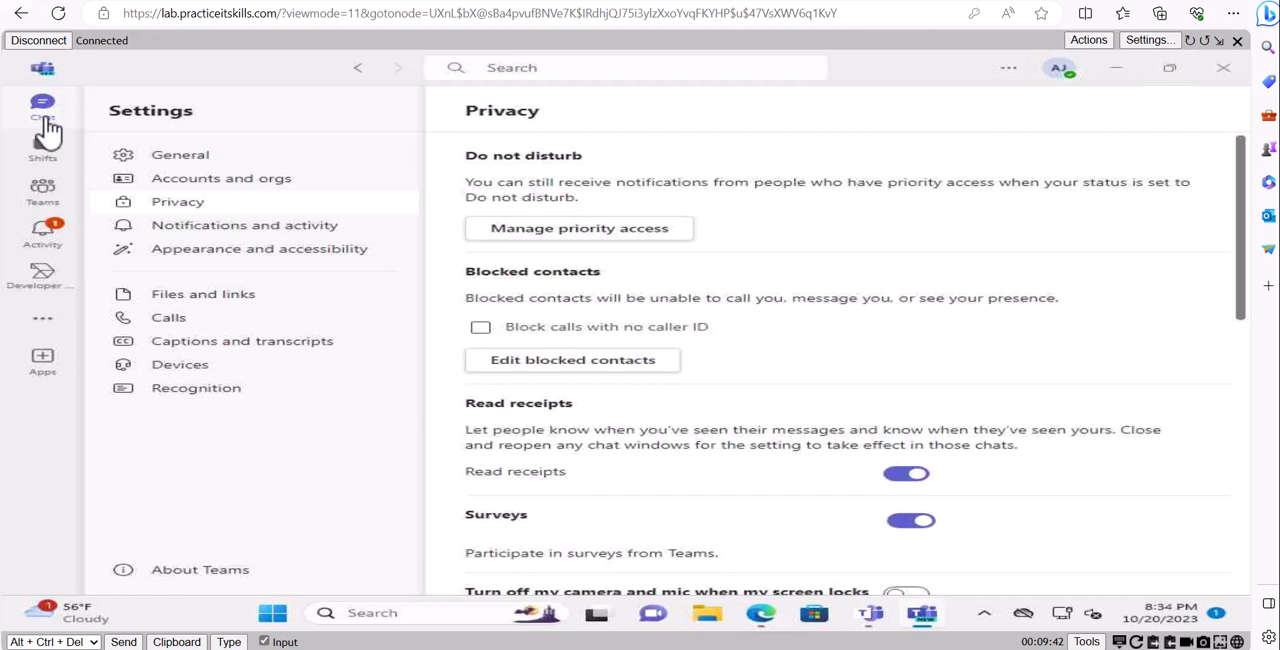 https://lab.practiceitskills.com/?viewmode=11&gotonode=UXnL$bX@sBa4pvufBNVe7K$IRdhjQJ75i3ylzXxoYvqFKYHP$u$47VsXWV6q1KvY
Disconnect Connected Actions Settings...
Search AJ
Settings
Privacy
Shifts
Teams
1
Activity
Developer ...
Apps
General
Accounts and orgs
Privacy
Notifications and activity
Appearance and accessibility
Files and links
Calls
Captions and transcripts
Devices
Recognition
About Teams
Do not disturb
You can still receive notifications from people who have priority access when your status is set to
Do not disturb.
Manage priority access
Blocked contacts
Blocked contacts will be unable to call you, message you, or see your presence.
Block calls with no caller ID
Edit blocked contacts
Read receipts
Let people know when you've seen their messages and know when they've seen yours. Close
and reopen any chat windows for the setting to take effect in those chats.
Read receipts
Surveys
Participate in surveys from Teams.
Turn off my camera and mic when my screen locks
1 56°F
Cloudy
Search
NEW
8:34 PM
10/20/2023
1
Alt + Ctrl + Del Send Clipboard Type Input 00:09:42 Tools